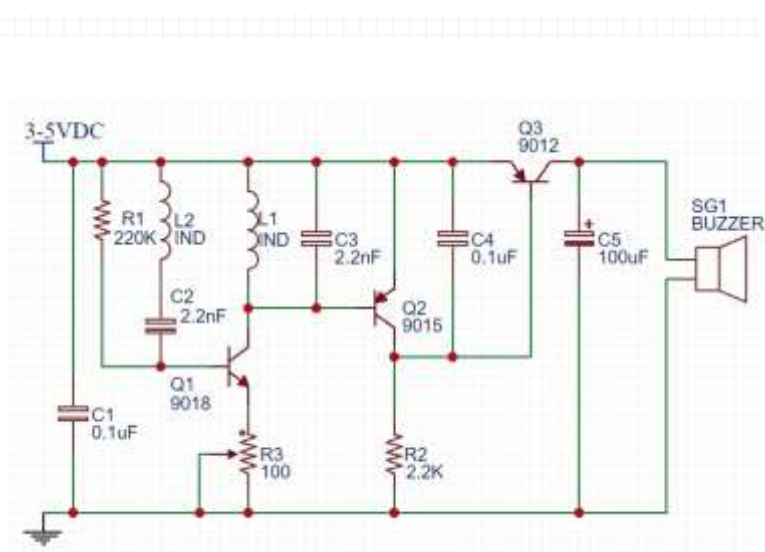 3-5VDC
Q3
9012
SG1
BUZZER
R1
220K
L2
IND
L1
IND
C3
2.2nF
C4
0.1uF
+
C5
100uF
C2
2.2nF
Q2
9015
Q1
9018
C1
0.1uF
R3
100
R2
2.2K